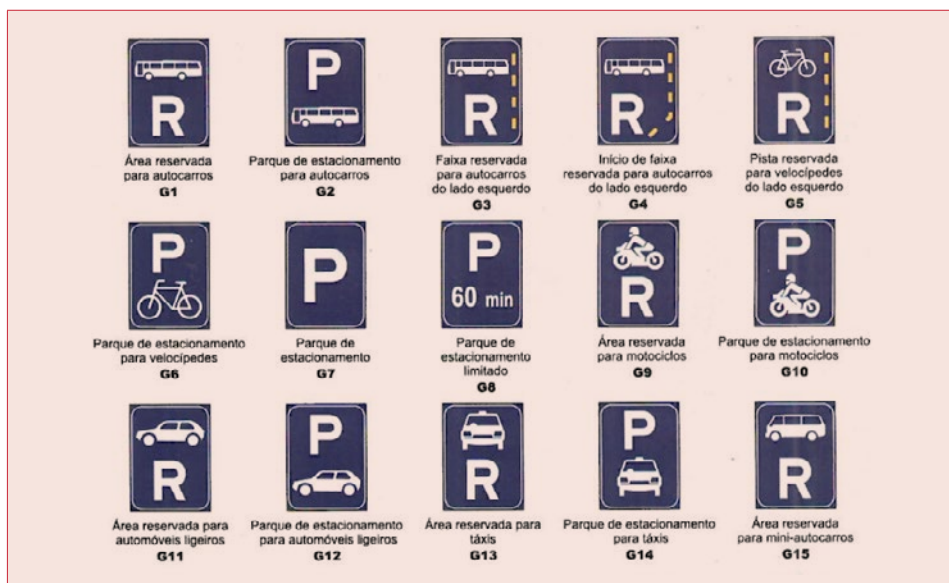 R
P
R
R
R
Área reservada
para autocarros
G1
Parque de estacionamento
para autocarros
G2
Faixa reservada
para autocarros
do lado esquerdo
G3
Início de faixa
reservada para autocarros
do lado esquerdo
G4
Pista reservada
para velocípedes
do lado esquerdo
G5
P
P
P
60 min
R
P
Parque de estacionamento
para velocípedes
G6
Parque de
estacionamento
G7
Parque de
estacionamento
limitado
G8
Área reservada
para motociclos
G9
Parque de estacionamento
para motociclos
G10
R
P
R
P
R
Área reservada para
automóveis ligeiros
G11
Parque de estacionamento
para automóveis ligeiros
G12
Área reservada para
táxis
G13
Parque de estacionamento
para táxis
G14
Área reservada
para mini-autocarros
G15